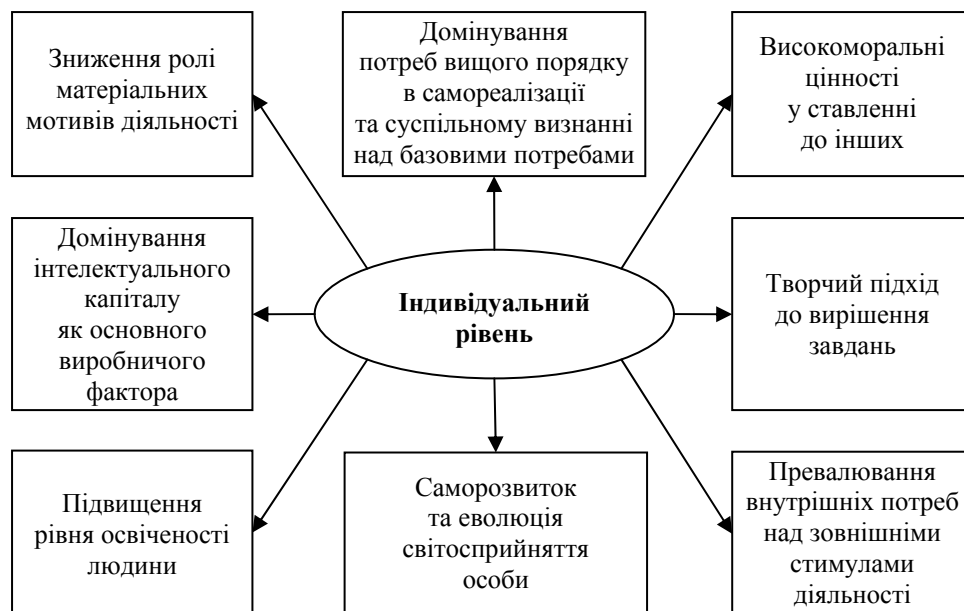 Зниження ролі
матеріальних
мотивів діяльності
Домінування
потреб вищого порядку
в самореалізації
та суспільному визнанні
над базовими потребами
Високоморальні
цінності
у ставленні
до інших
Домінування
інтелектуального
капіталу
як основного
виробничого
фактора
Індивідуальний
рівень
Творчий підхід
до вирішення
завдань
Підвищення
рівня освіченості
людини
Саморозвиток
та еволюція
світосприйняття
особи
Превалювання
внутрішніх потреб
над зовнішніми
стимулами
діяльності